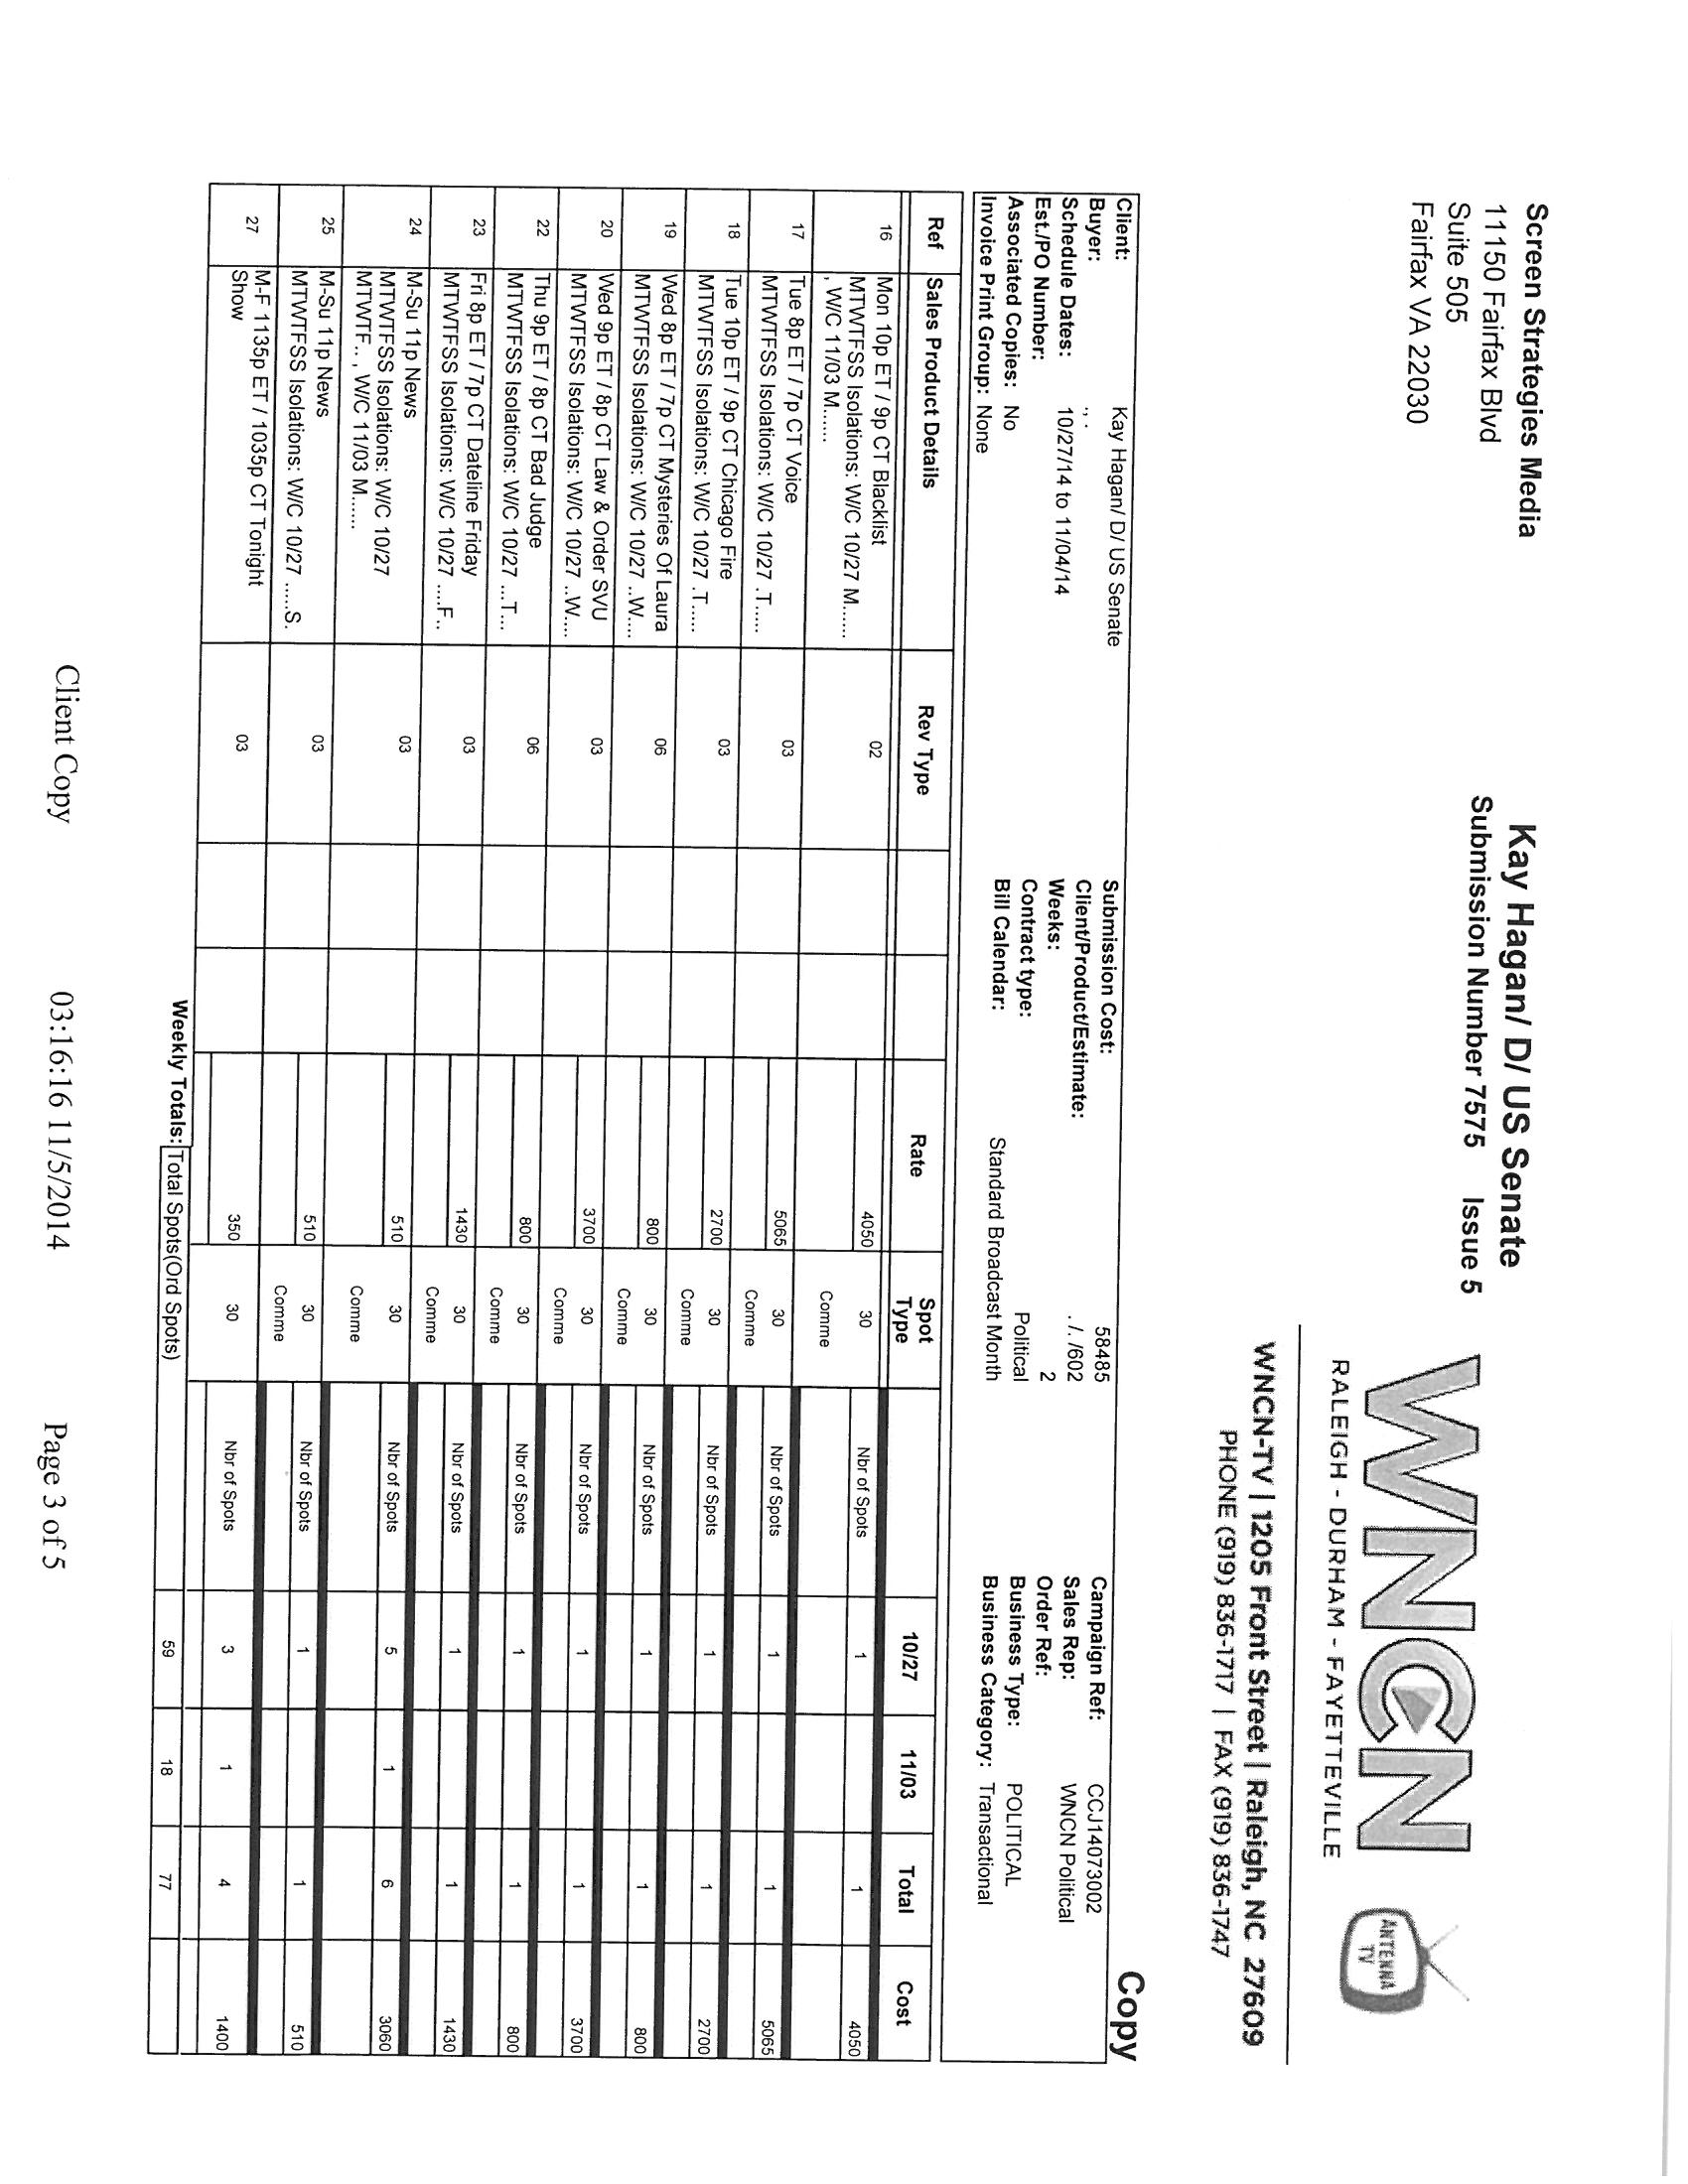 Screen Strategies Media
11150 Fairfax Blvd
Suite 505
Fairfax VA 22030
Kay Hagan/ D/ US Senate
Submission Number 7575 Issue 5
WNCN
RALEIGH - DURHAM - FAYETTEVILLE
ANTENNA
TV
WNCN-TV | 1205 Front Street | Raleigh, NC 27609
PHONE (919) 836-1717 | FAX (919) 836-1747
Copy
Client: Kay Hagan/ D/ US Senate Submission Cost: 58485 Campaign Ref: CCJ14073002
Buyer: ., . Client/Product/Estimate: . /. /602 Sales Rep: WNCN Political
Schedule Dates: 10/27/14 to 11/04/14 Weeks: 2 Order Ref:
Est./PO Number: Contract type: Political Business Type: POLITICAL
Associated Copies: No Bill Calendar: Standard Broadcast Month Business Category: Transactional
Invoice Print Group: None
Ref Sales Product Details Rev Type Rate Spot Type 10/27 11/03 Total Cost
16 Mon 10p ET / 9p CT Blacklist 02 4050 30 Nbr of Spots 1 1 4050
MTWTFSS Isolations: W/C 10/27 M......
, W/C 11/03 M...... Comme
17 Tue 8p ET / 7p CT Voice 03 5065 30 Nbr of Spots 1 1 5065
MTWTFSS Isolations: W/C 10/27 .T..... Comme
18 Tue 10p ET / 9p CT Chicago Fire 03 2700 30 Nbr of Spots 1 1 2700
MTWTFSS Isolations: W/C 10/27 .T..... Comme
19 Wed 8p ET / 7p CT Mysteries Of Laura 06 800 30 Nbr of Spots 1 1 800
MTWTFSS Isolations: W/C 10/27 ..W.... Comme
20 Wed 9p ET / 8p CT Law & Order SVU 03 3700 30 Nbr of Spots 1 1 3700
MTWTFSS Isolations: W/C 10/27 ..W.... Comme
22 Thu 9p ET / 8p CT Bad Judge 06 800 30 Nbr of Spots 1 1 800
MTWTFSS Isolations: W/C 10/27 ...T... Comme
23 Fri 8p ET / 7p CT Dateline Friday 03 1430 30 Nbr of Spots 1 1 1430
MTWTFSS Isolations: W/C 10/27 ....F.. Comme
24 M-Su 11p News 03 510 30 Nbr of Spots 5 1 6 3060
MTWTFSS Isolations: W/C 10/27
MTWTF.. , W/C 11/03 M...... Comme
25 M-Su 11p News 03 510 30 Nbr of Spots 1 1 510
MTWTFSS Isolations: W/C 10/27 .....S. Comme
27 M-F 1135p ET / 1035p CT Tonight 03 350 30 Nbr of Spots 3 1 4 1400
Show
Weekly Totals: Total Spots(Ord Spots) 59 18 77
Client Copy 03:16:16 11/5/2014 Page 3 of 5